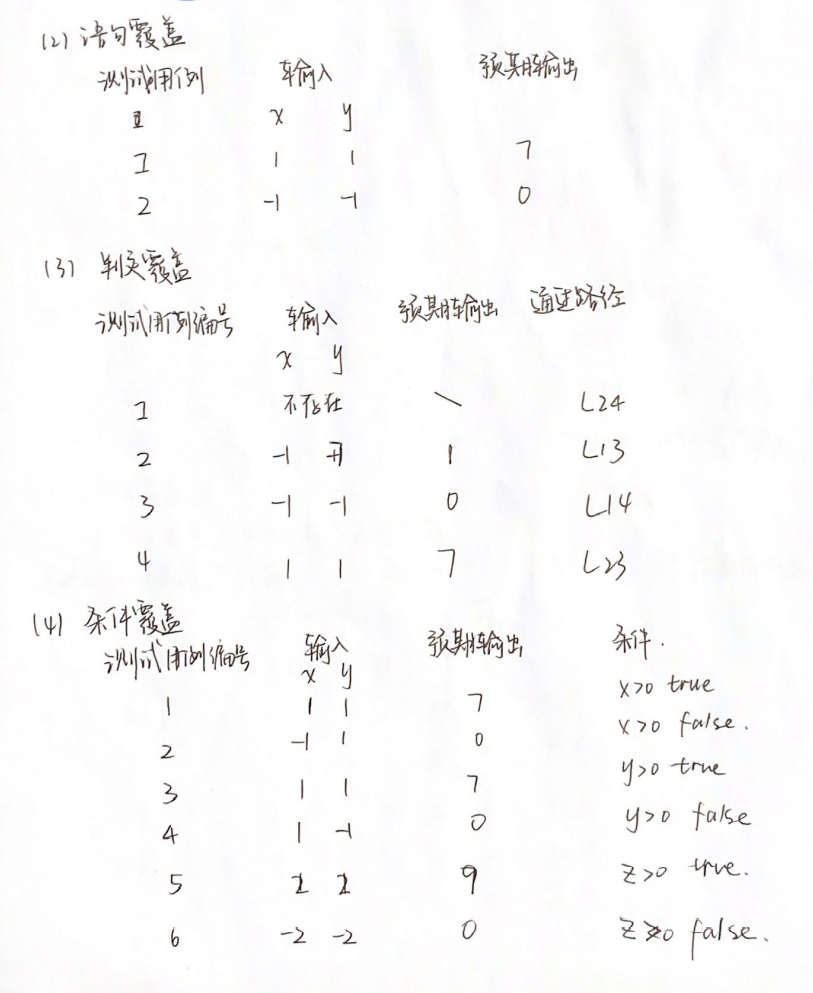 (2) 语句覆盖
测试用例 输入 预期输出
x y
1 1 1 7
2 -1 -1 0
(3) 判定覆盖
测试用例编号 输入 预期输出 通过路径
x y
1 不存在 \ L24
2 -1 1 L13
3 -1 -1 0 L14
4 1 1 7 L23
(4) 条件覆盖
测试用例编号 输入 预期输出 条件.
x y
1 1 1 7 x>0 true
2 -1 1 0 x>0 false.
3 1 1 7 y>0 true
4 1 -1 0 y>0 false
5 9 z>0 true.
6 -2 -2 0 z>0 false.